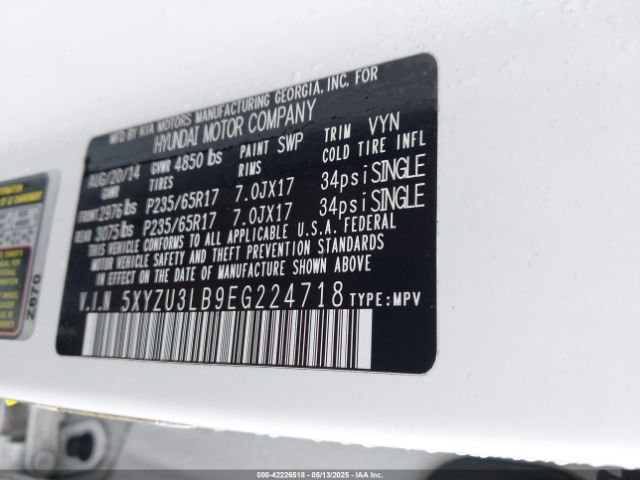 MFD BY KIA MOTORS MANUFACTURING GEORGIA, INC. FOR
HYUNDAI MOTOR COMPANY
AUG/20/14 GVWR 4850 lbs PAINT SWP TRIM VYN
GAWR TIRES RIMS COLD TIRE INFL
FRONT 2976 lbs P235/65R17 7.0JX17 34psi SINGLE
REAR 3075 lbs P235/65R17 7.0JX17 34psi SINGLE
THIS VEHICLE CONFORMS TO ALL APPLICABLE U.S.A. FEDERAL
MOTOR VEHICLE SAFETY AND THEFT PREVENTION STANDARDS
IN EFFECT ON THE DATE OF MANUFACTURE SHOWN ABOVE.
V.I.N 5XYZU3LB9EG224718 TYPE:MPV
Z670
000-42226518 - 05/13/2025 - IAA Inc.